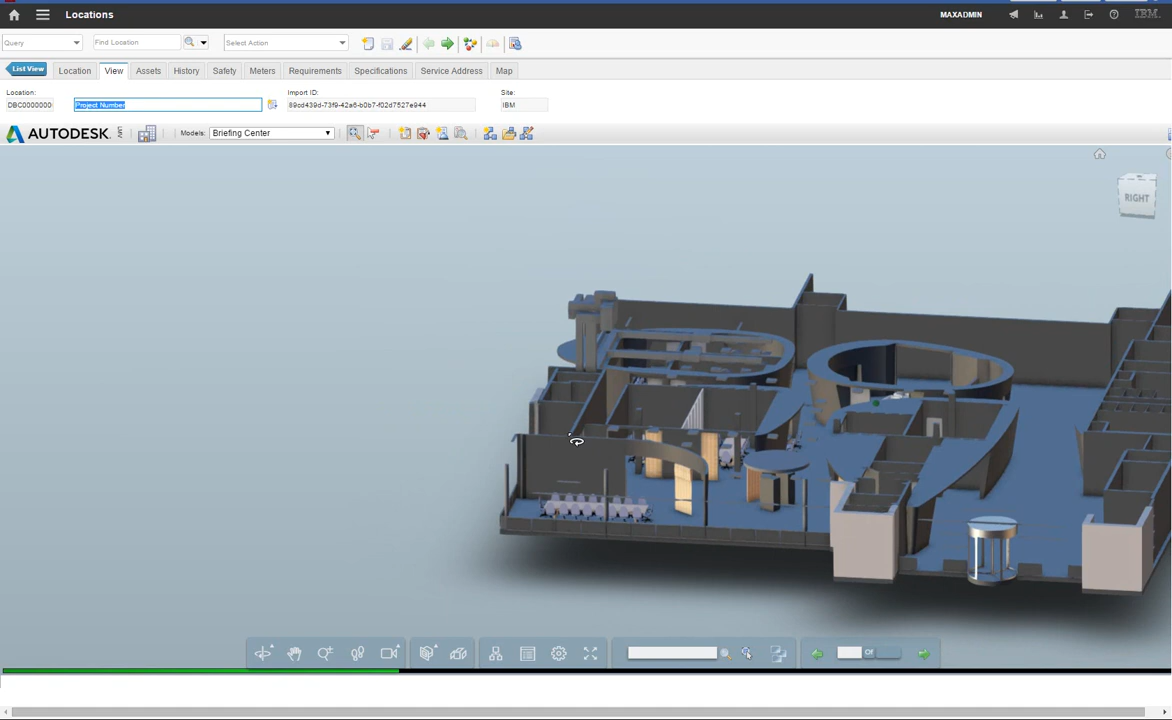 Locations
MAXADMIN
IBM
Query
Find Location
Select Action
List View
Location
View
Assets
History
Safety
Meters
Requirements
Specifications
Service Address
Map
Location:
Import ID:
Site:
DBC0000000
Project Number
89cd439d-73f9-42a6-b0b7-f02d7527e944
IBM
AUTODESK
LMV
Models:
Briefing Center
RIGHT
Of